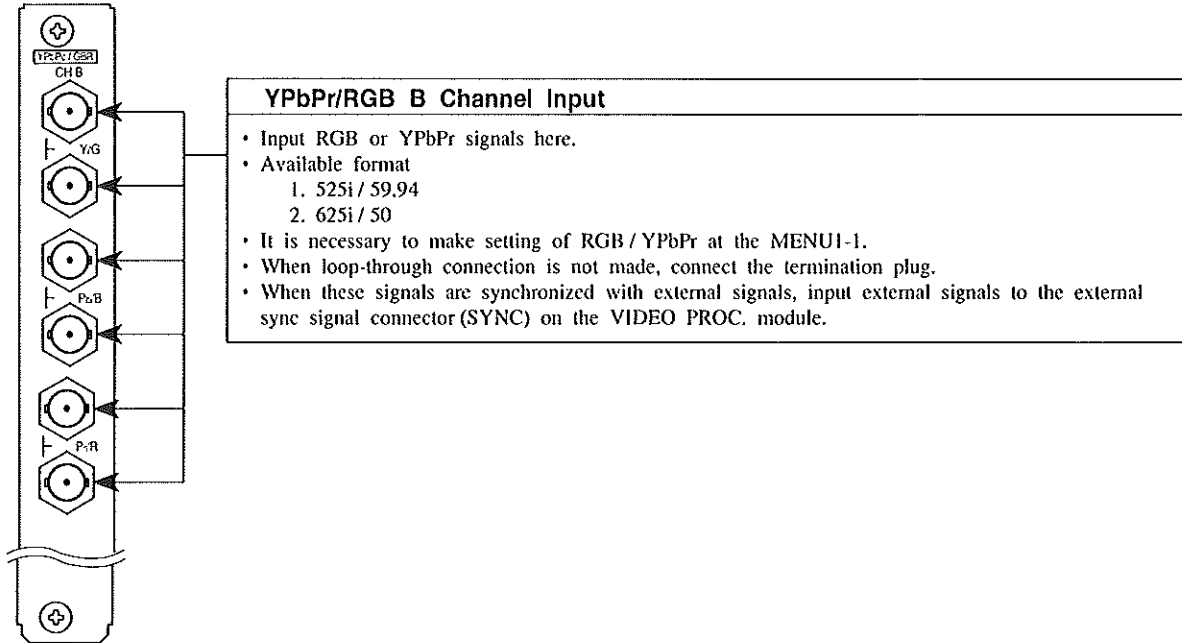 YPbPr/GBR
CH B
Y/G
Pb/B
Pr/R
YPbPr/RGB B Channel Input
• Input RGB or YPbPr signals here.
• Available format
1. 525i / 59.94
2. 625i / 50
• It is necessary to make setting of RGB / YPbPr at the MENU1-1.
• When loop-through connection is not made, connect the termination plug.
• When these signals are synchronized with external signals, input external signals to the external
sync signal connector (SYNC) on the VIDEO PROC. module.